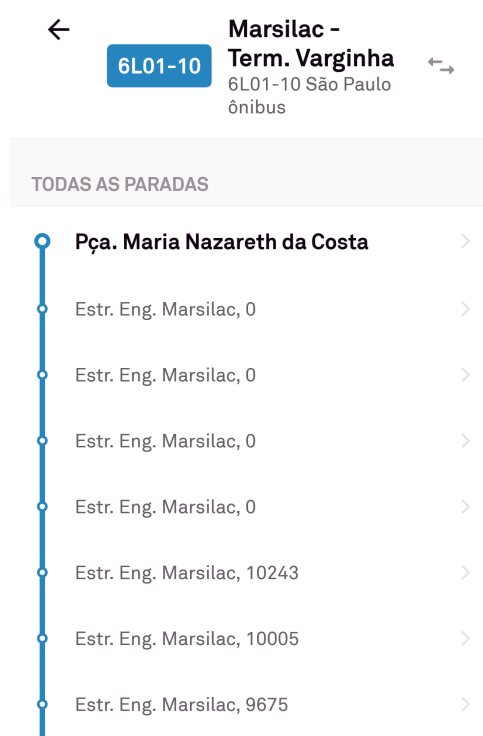 6L01-10
Marsilac -
Term. Varginha
6L01-10 São Paulo
ônibus
TODAS AS PARADAS
Pça. Maria Nazareth da Costa
Estr. Eng. Marsilac, 0
Estr. Eng. Marsilac, 0
Estr. Eng. Marsilac, 0
Estr. Eng. Marsilac, 0
Estr. Eng. Marsilac, 10243
Estr. Eng. Marsilac, 10005
Estr. Eng. Marsilac, 9675